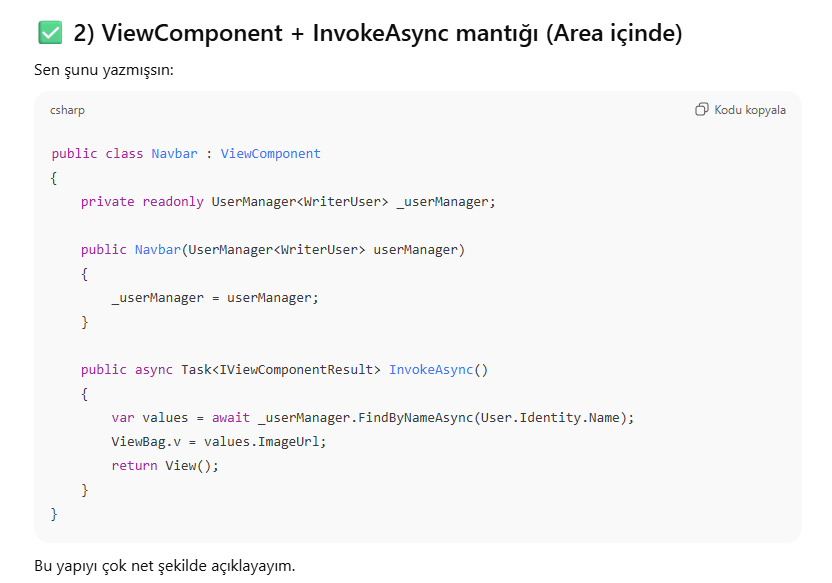 ✅ 2) ViewComponent + InvokeAsync mantığı (Area içinde)
Sen şunu yazmışsın:
csharp Kodu kopyala
public class Navbar : ViewComponent
{
    private readonly UserManager<WriterUser> _userManager;
    public Navbar(UserManager<WriterUser> userManager)
    {
        _userManager = userManager;
    }
    public async Task<IViewComponentResult> InvokeAsync()
    {
        var values = await _userManager.FindByNameAsync(User.Identity.Name);
        ViewBag.v = values.ImageUrl;
        return View();
    }
}
Bu yapıyı çok net şekilde açıklayayım.